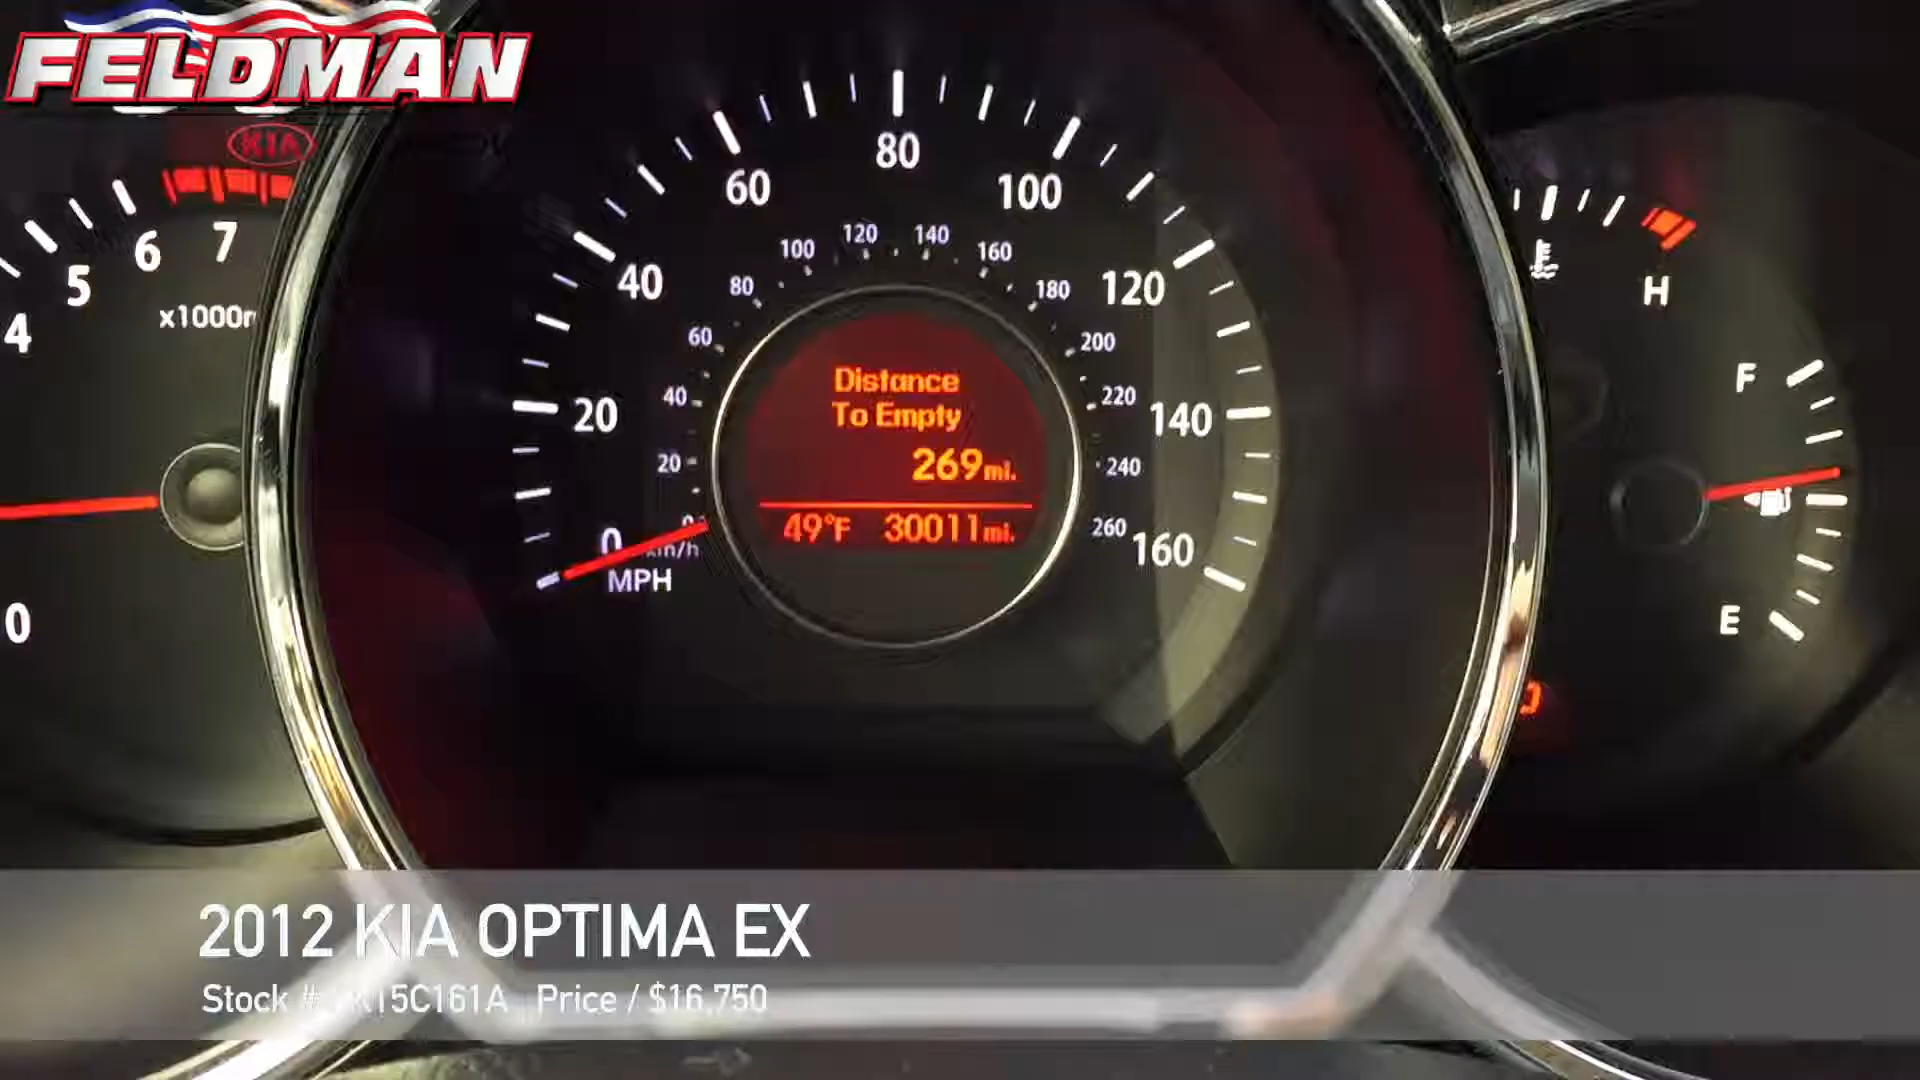 FELDMAN
KIA
4 5 6 7
x1000r
0
0 20 40 60 80 100 120 140 160
MPH
20 40 60 80 100 120 140 160 180 200 220 240 260
km/h
Distance
To Empty
269mi.
49°F 30011mi.
H
F
E
2012 KIA OPTIMA EX
Price / $16,750
Stock #